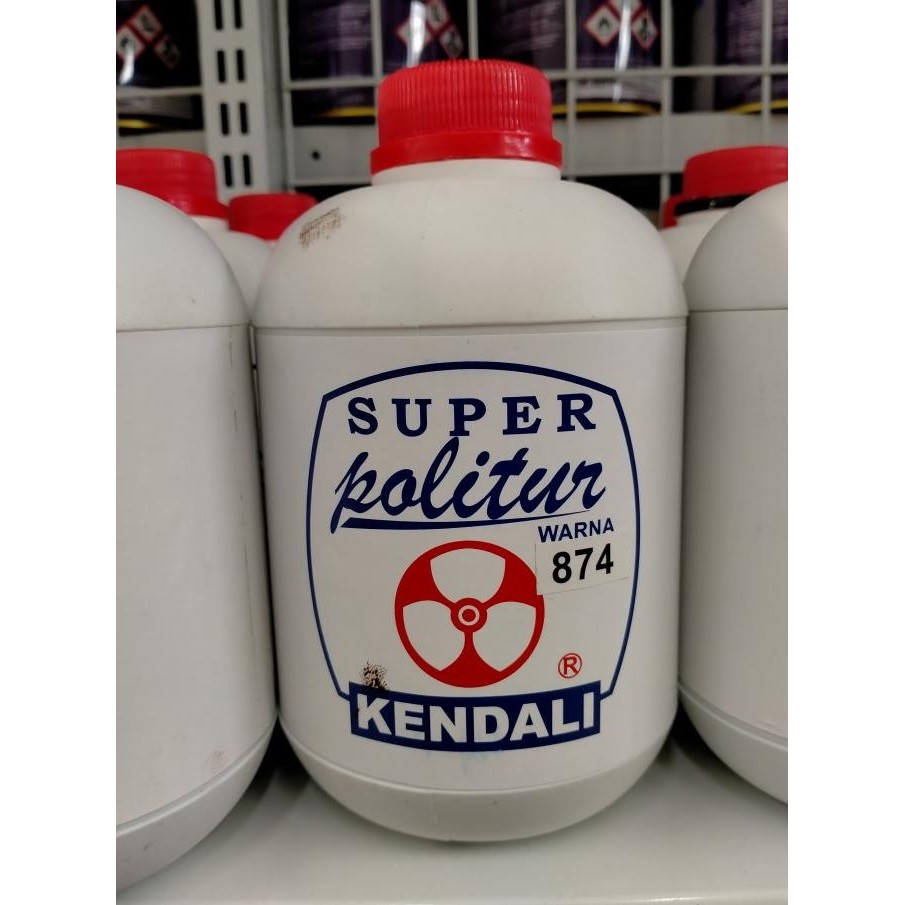 SUPER
politur
WARNA
874
®
KENDALI